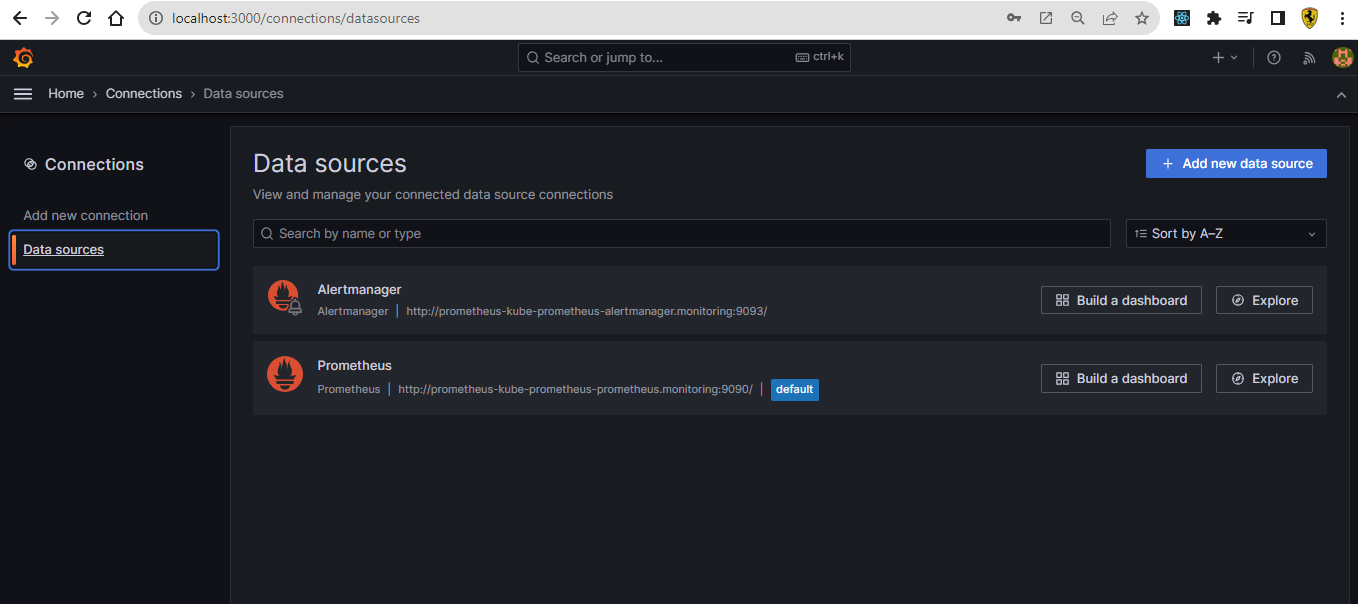 localhost:3000/connections/datasources
Search or jump to... ctrl+k
Home › Connections › Data sources
Connections
Add new connection
Data sources
Data sources
View and manage your connected data source connections
Add new data source
Search by name or type
Sort by A–Z
Alertmanager
Alertmanager | http://prometheus-kube-prometheus-alertmanager.monitoring:9093/
Build a dashboard
Explore
Prometheus
Prometheus | http://prometheus-kube-prometheus-prometheus.monitoring:9090/ | default
Build a dashboard
Explore